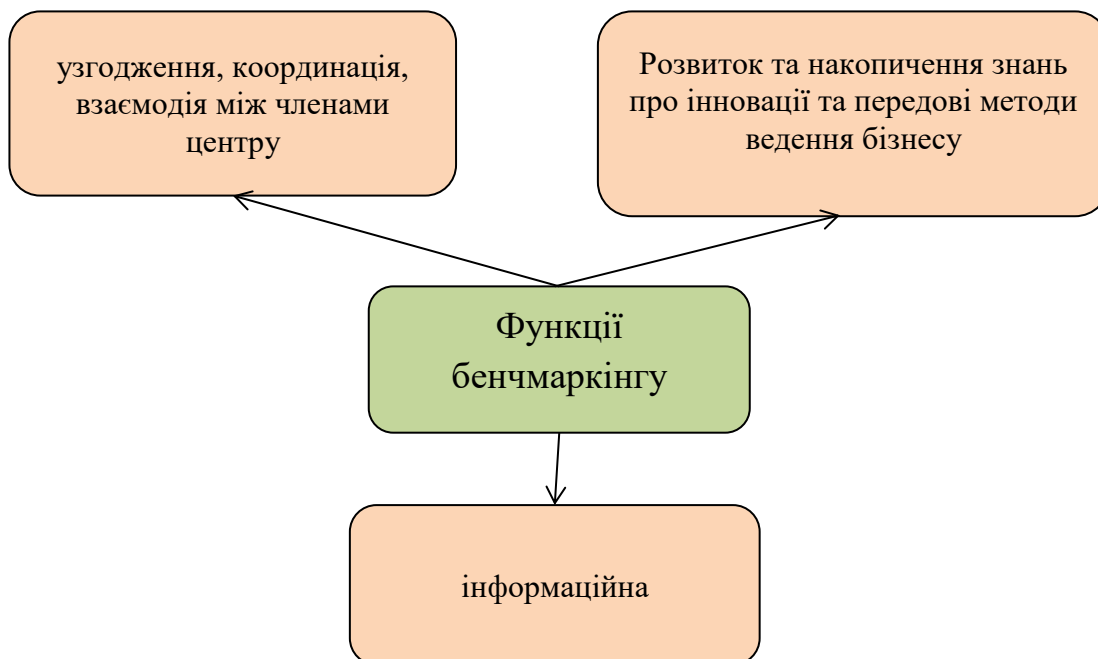 узгодження, координація,
взаємодія між членами
центру
Розвиток та накопичення знань
про інновації та передові методи
ведення бізнесу
Функції
бенчмаркінгу
інформаційна